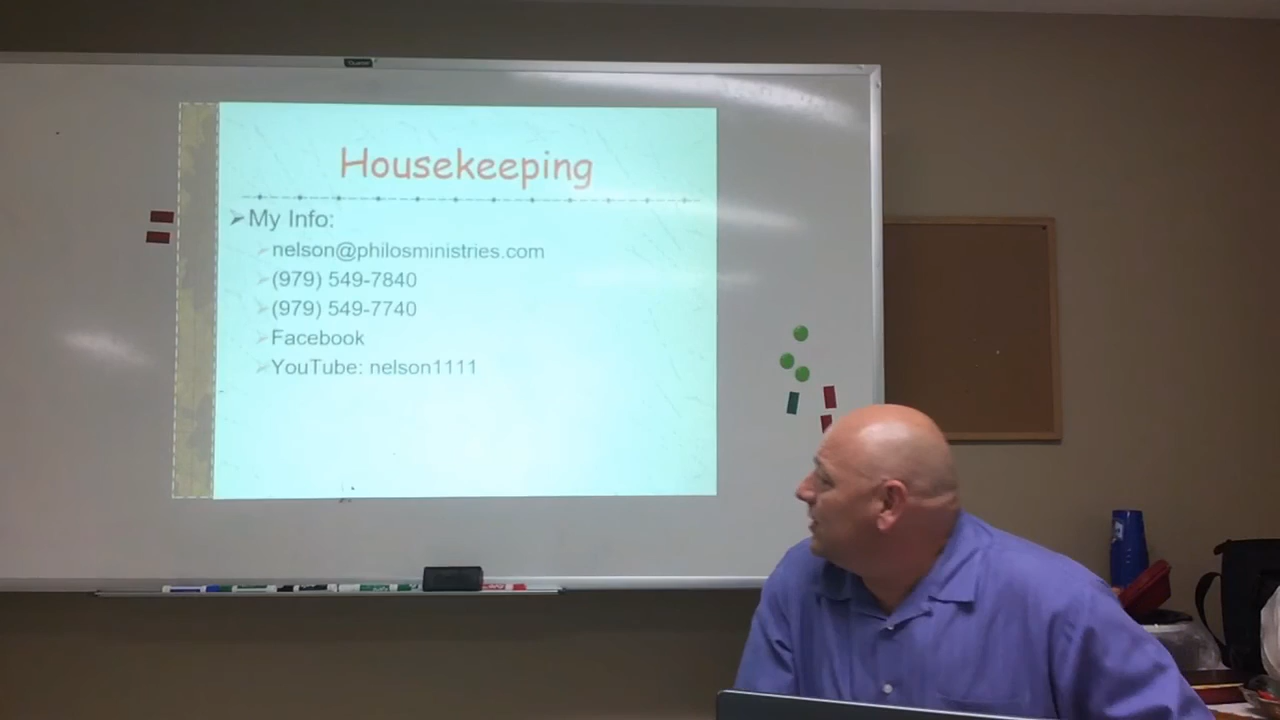 Housekeeping
My Info:
nelson@philosministries.com
(979) 549-7840
(979) 549-7740
Facebook
YouTube: nelson1111